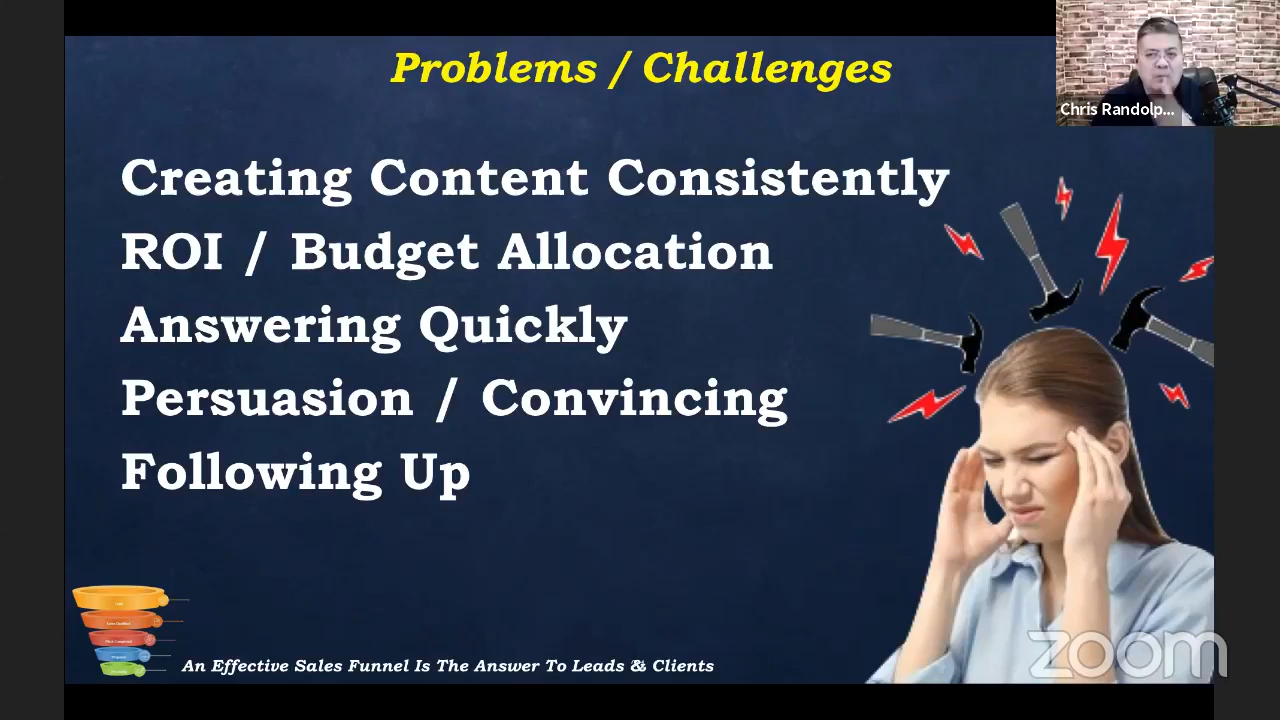 Problems / Challenges
Chris Randolp...
Creating Content Consistently
ROI / Budget Allocation
Answering Quickly
Persuasion / Convincing
Following Up
An Effective Sales Funnel Is The Answer To Leads & Clients
zoom